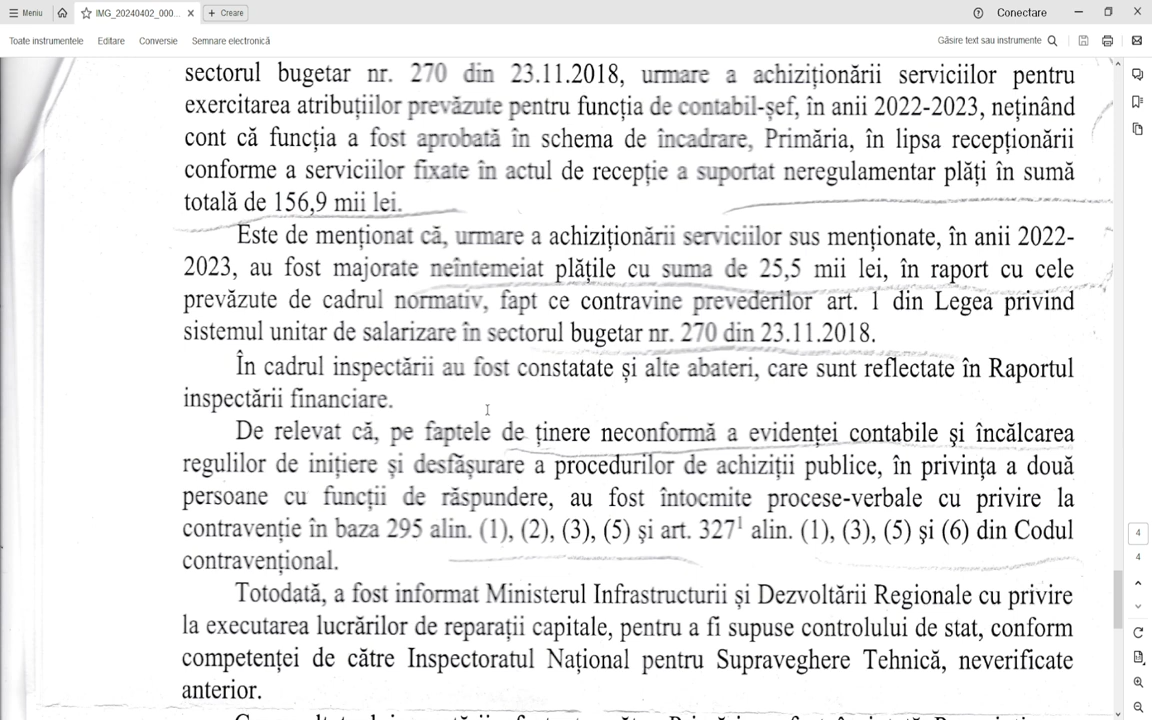 Meniu
IMG_20240402_000...
Creare
Conectare
Toate instrumentele Editare Conversie Semnare electronică
Găsire text sau instrumente
sectorul bugetar nr. 270 din 23.11.2018, urmare a achiziționării serviciilor pentru
exercitarea atribuțiilor prevăzute pentru funcția de contabil-șef, în anii 2022-2023, neținând
cont că funcția a fost aprobată în schema de încadrare, Primăria, în lipsa recepționării
conforme a serviciilor fixate în actul de recepție a suportat neregulamentar plăți în sumă
totală de 156,9 mii lei.
Este de menționat că, urmare a achiziționării serviciilor sus menționate, în anii 2022-
2023, au fost majorate neîntemeiat plățile cu suma de 25,5 mii lei, în raport cu cele
prevăzute de cadrul normativ, fapt ce contravine prevederilor art. 1 din Legea privind
sistemul unitar de salarizare în sectorul bugetar nr. 270 din 23.11.2018.
În cadrul inspectării au fost constatate și alte abateri, care sunt reflectate în Raportul
inspectării financiare.
De relevat că, pe faptele de ținere neconformă a evidenței contabile și încălcarea
regulilor de inițiere și desfășurare a procedurilor de achiziții publice, în privința a două
persoane cu funcții de răspundere, au fost întocmite procese-verbale cu privire la
contravenție în baza 295 alin. (1), (2), (3), (5) și art. 327¹ alin. (1), (3), (5) și (6) din Codul
contravențional.
Totodată, a fost informat Ministerul Infrastructurii și Dezvoltării Regionale cu privire
la executarea lucrărilor de reparații capitale, pentru a fi supuse controlului de stat, conform
competenței de către Inspectoratul Național pentru Supraveghere Tehnică, neverificate
anterior.
4
4